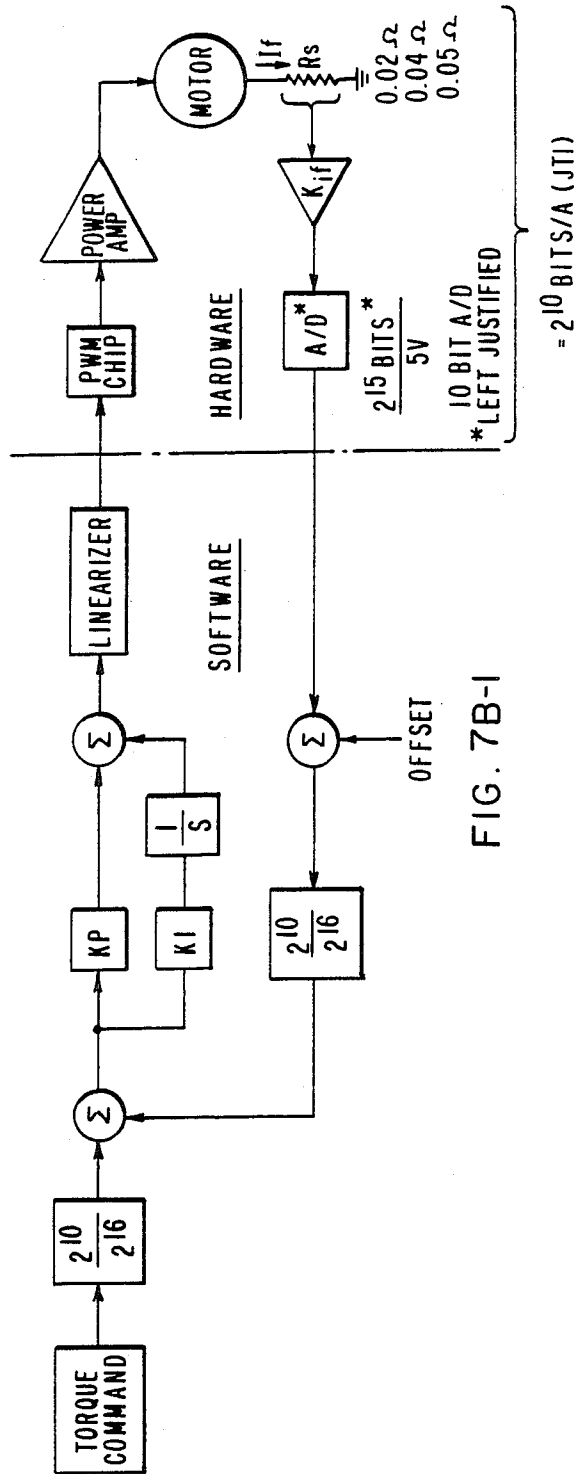 TORQUE
COMMAND
2^10
2^16
Σ
KP
KI
1
S
Σ
LINEARIZER
PWM
CHIP
POWER
AMP
MOTOR
If
Rs
0.02 Ω
0.04 Ω
0.05 Ω
Kif
A/D*
2^15 BITS*
5V
10 BIT A/D
*LEFT JUSTIFIED
= 2^10 BITS/A (JTI)
HARDWARE
SOFTWARE
Σ
OFFSET
2^10
2^16
FIG. 7B-1